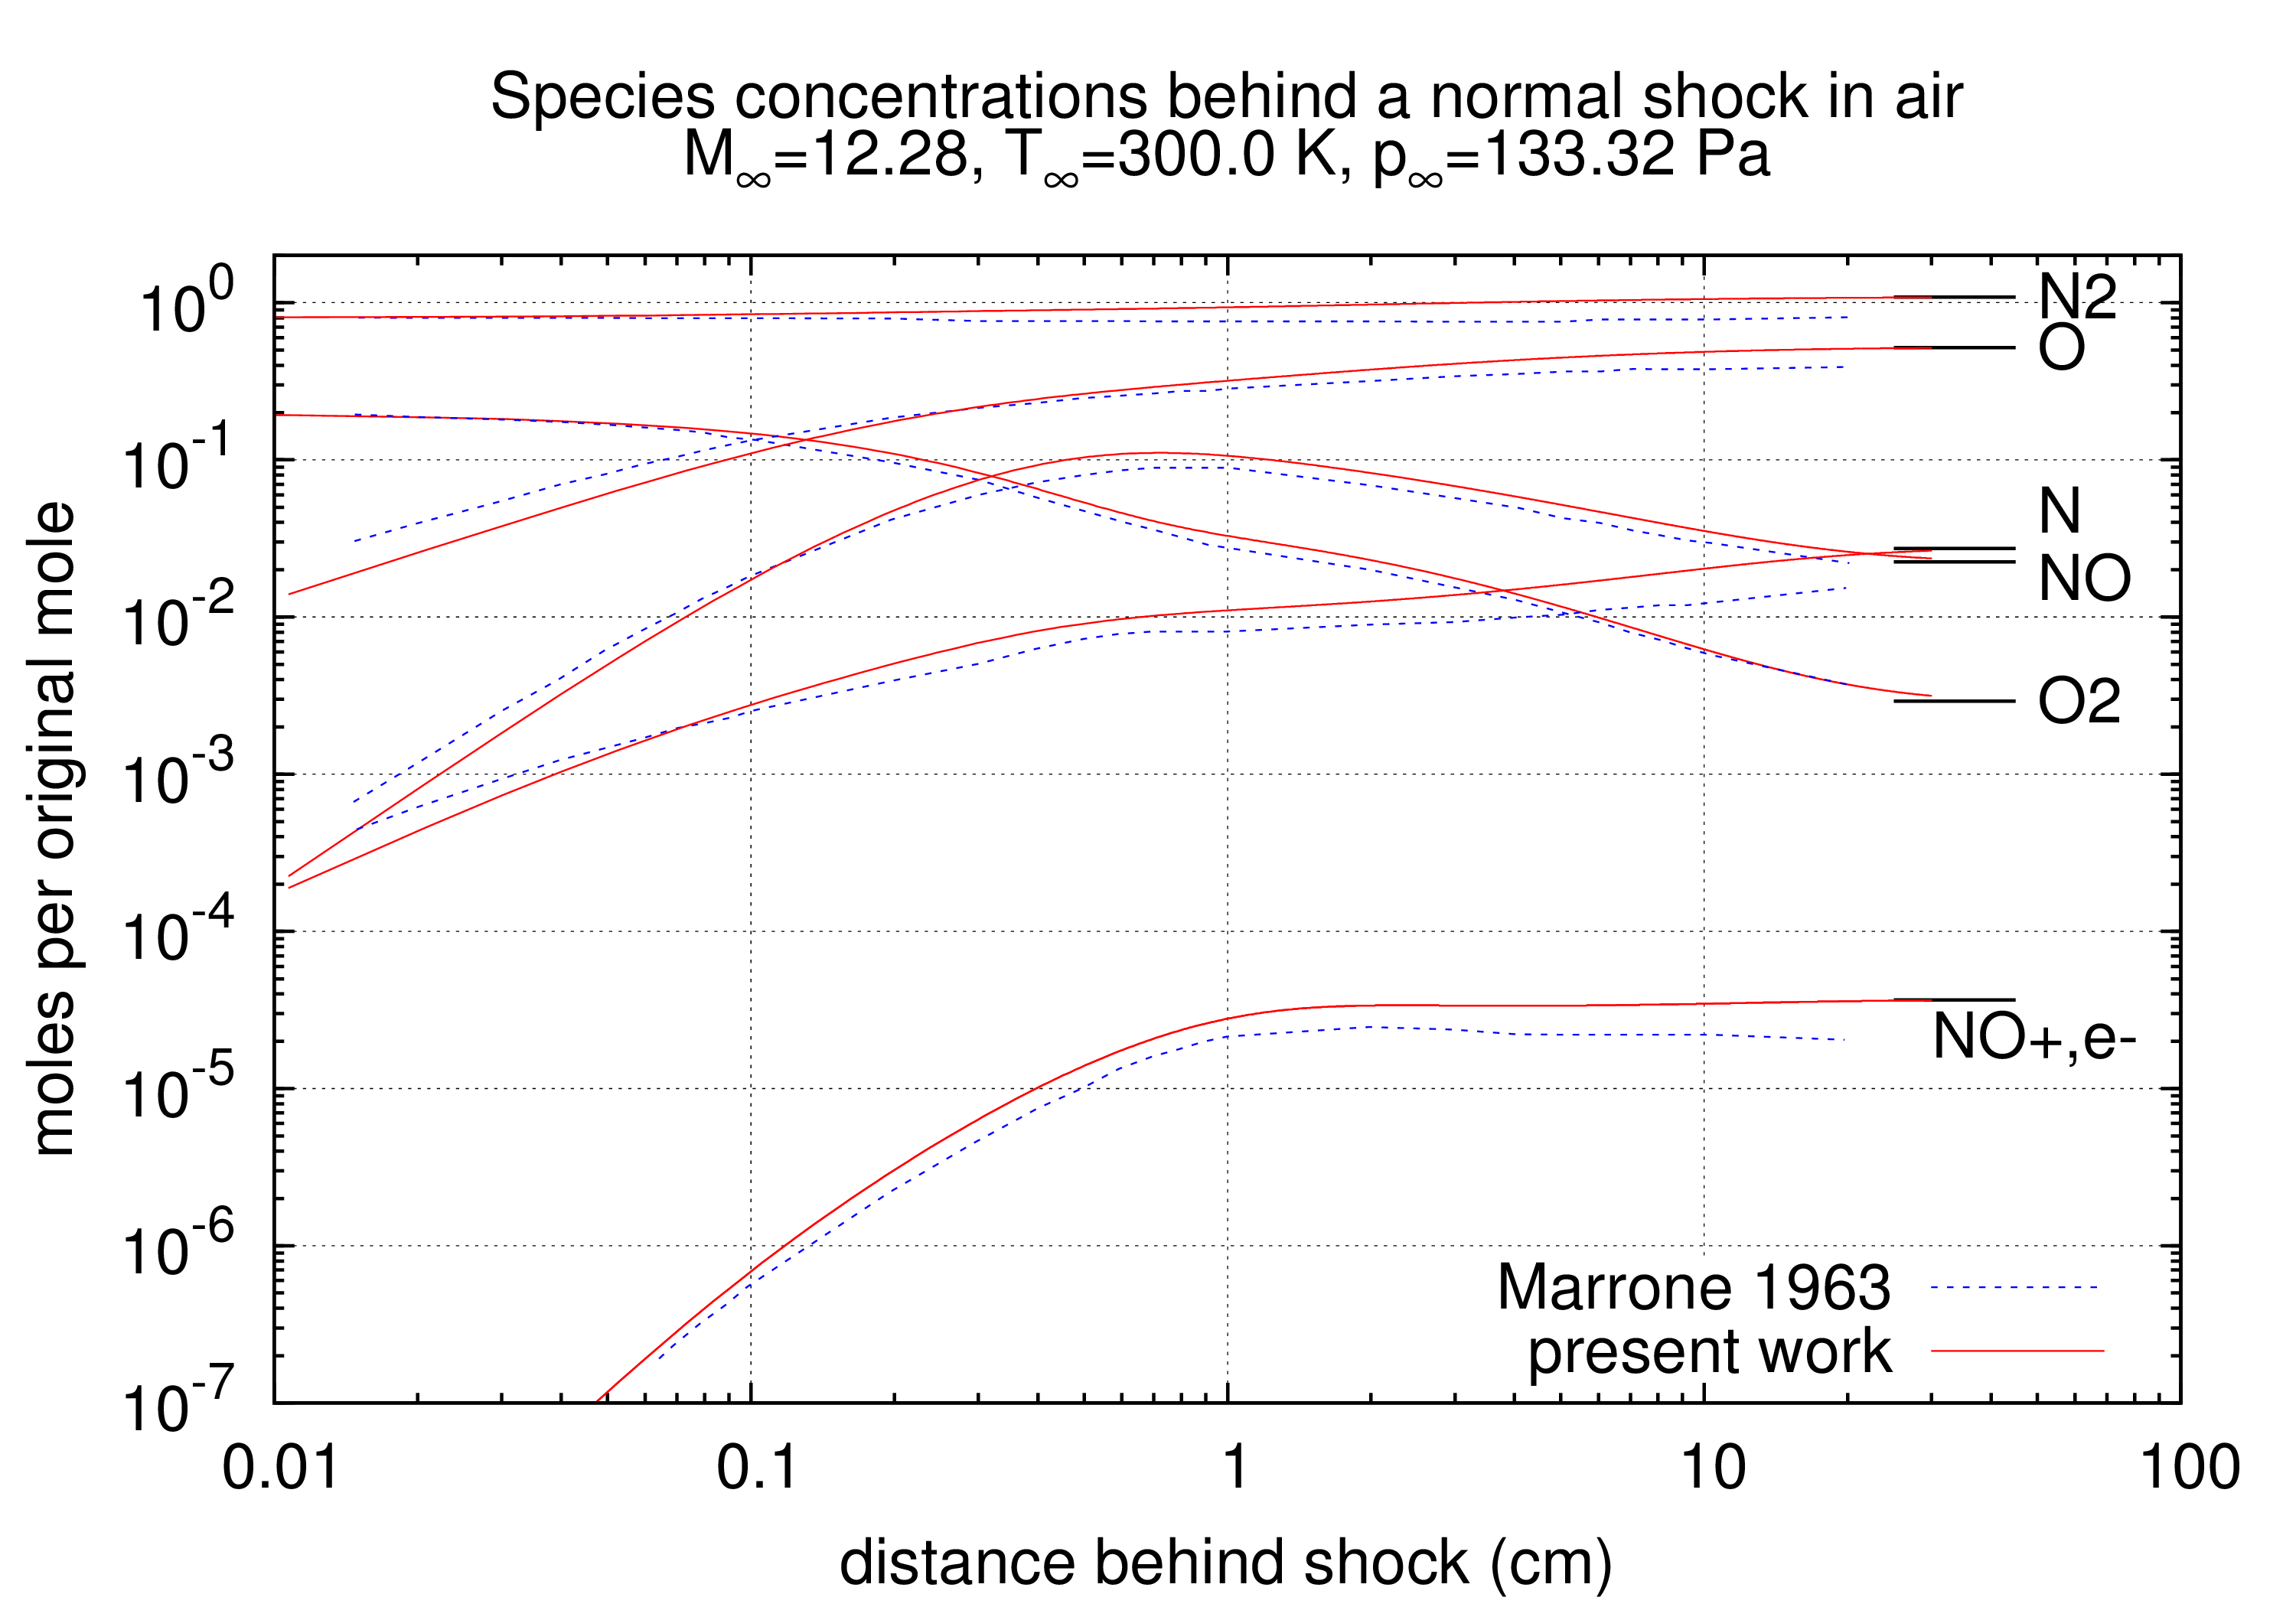 Species concentrations behind a normal shock in air
M∞=12.28, T∞=300.0 K, p∞=133.32 Pa
moles per original mole
10^0
10^-1
10^-2
10^-3
10^-4
10^-5
10^-6
10^-7
N2
O
N
NO
O2
NO+,e-
Marrone 1963
present work
0.01 0.1 1 10 100
distance behind shock (cm)